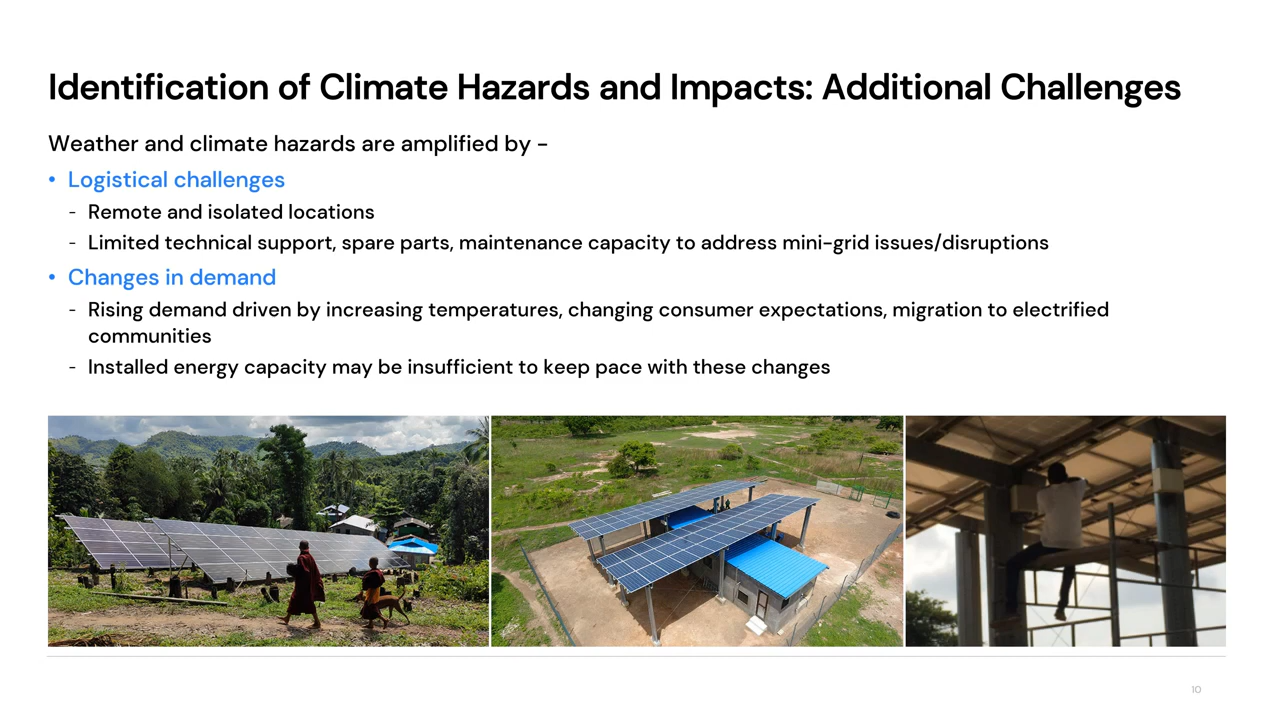 Identification of Climate Hazards and Impacts: Additional Challenges
Weather and climate hazards are amplified by -
• Logistical challenges
- Remote and isolated locations
- Limited technical support, spare parts, maintenance capacity to address mini-grid issues/disruptions
• Changes in demand
- Rising demand driven by increasing temperatures, changing consumer expectations, migration to electrified
communities
- Installed energy capacity may be insufficient to keep pace with these changes
10